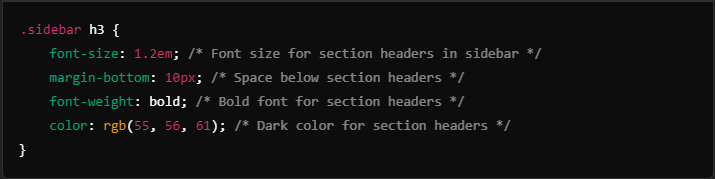 .sidebar h3 {
    font-size: 1.2em; /* Font size for section headers in sidebar */
    margin-bottom: 10px; /* Space below section headers */
    font-weight: bold; /* Bold font for section headers */
    color: rgb(55, 56, 61); /* Dark color for section headers */
}